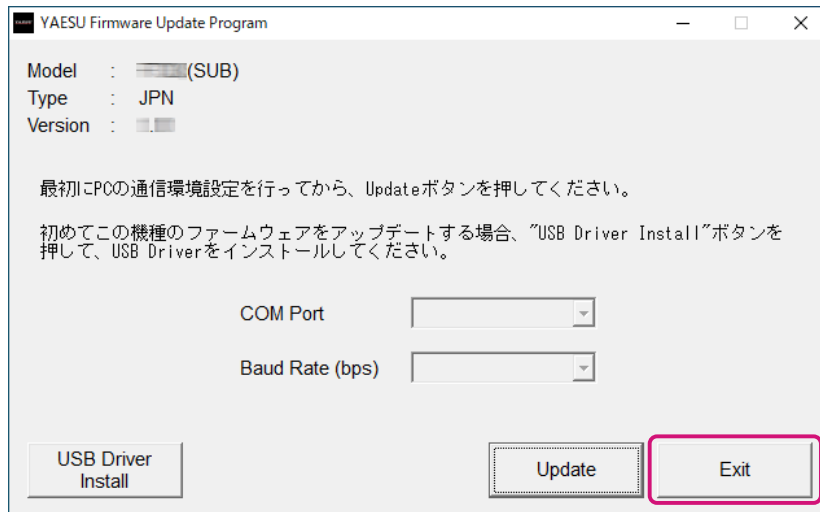 YAESU Firmware Update Program
Model : (SUB)
Type : JPN
Version :
最初にPCの通信環境設定を行ってから、Updateボタンを押してください。
初めてこの機種のファームウェアをアップデートする場合、"USB Driver Install"ボタンを
押して、USB Driverをインストールしてください。
COM Port
Baud Rate (bps)
USB Driver
Install
Update
Exit